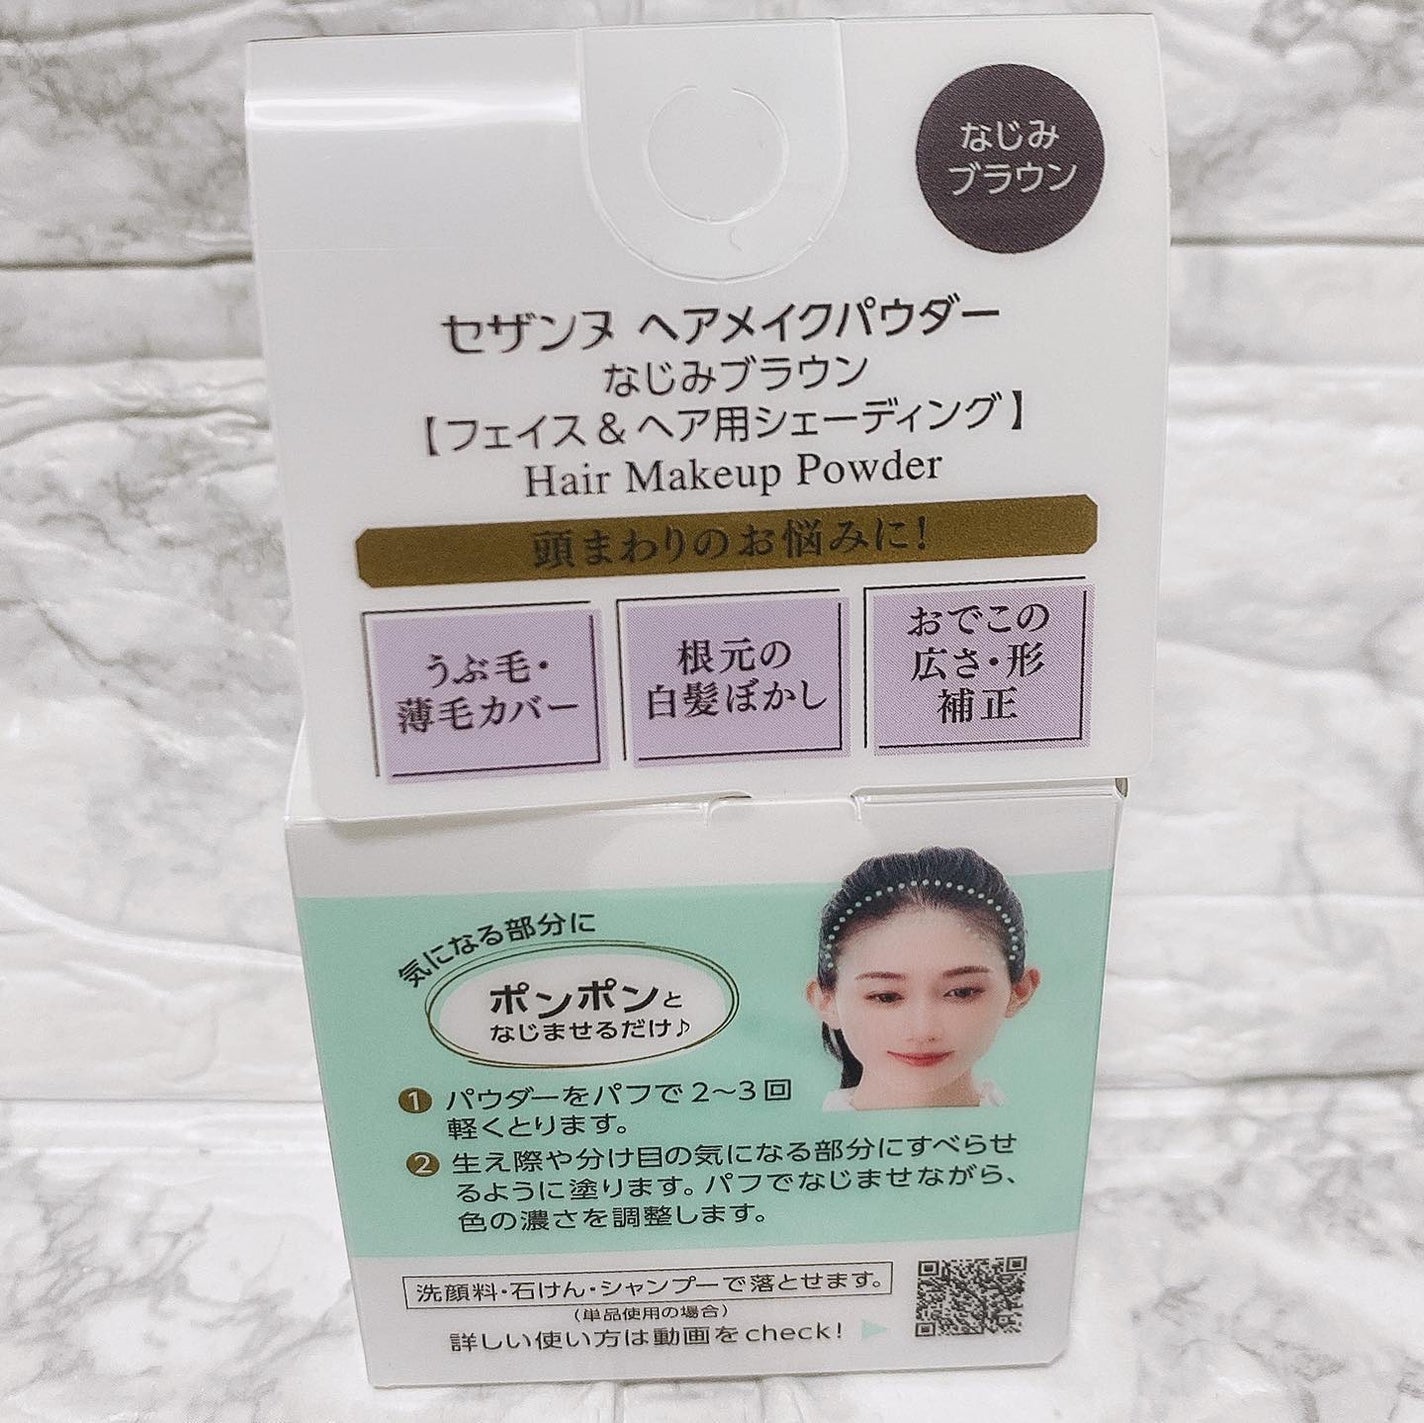 なじみ
ブラウン
セザンヌ ヘアメイクパウダー
なじみブラウン
【フェイス&ヘア用シェーディング】
Hair Makeup Powder
頭まわりのお悩みに!
うぶ毛・
薄毛カバー
根元の
白髪ぼかし
おでこの
広さ・形
補正
気になる部分に
ポンポンと
なじませるだけ♪
1 パウダーをパフで2〜3回
軽くとります。
2 生え際や分け目の気になる部分にすべらせ
るように塗ります。パフでなじませながら、
色の濃さを調整します。
洗顔料・石けん・シャンプーで落とせます。
(単品使用の場合)
詳しい使い方は動画をcheck!